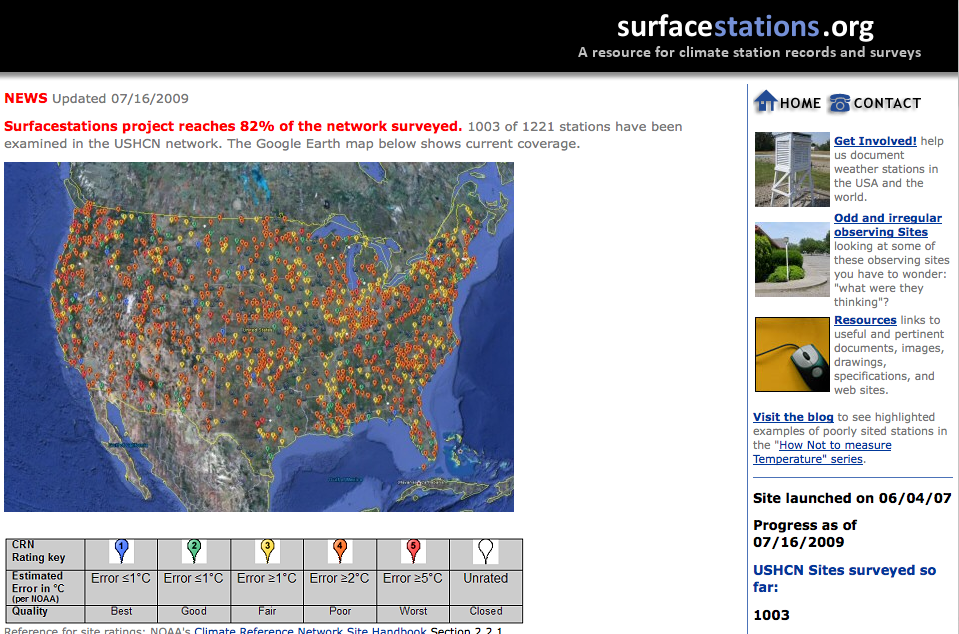 surfacestations.org
A resource for climate station records and surveys
NEWS Updated 07/16/2009
Surfacestations project reaches 82% of the network surveyed. 1003 of 1221 stations have been
examined in the USHCN network. The Google Earth map below shows current coverage.
United States
CRN
Rating key
1 2 3 4 5
Estimated
Error in °C
(per NOAA)
Error ≤1°C Error ≤1°C Error ≥1°C Error ≥2°C Error ≥5°C Unrated
Quality Best Good Fair Poor Worst Closed
Reference for site ratings: NOAA's Climate Reference Network Site Handbook Section 2.2.1
HOME CONTACT
Get Involved! help
us document
weather stations in
the USA and the
world.
Odd and irregular
observing Sites
looking at some of
these observing sites
you have to wonder:
"what were they
thinking"?
Resources links to
useful and pertinent
documents, images,
drawings,
specifications, and
web sites.
Visit the blog to see highlighted
examples of poorly sited stations in
the "How Not to measure
Temperature" series.
Site launched on 06/04/07
Progress as of
07/16/2009
USHCN Sites surveyed so
far:
1003